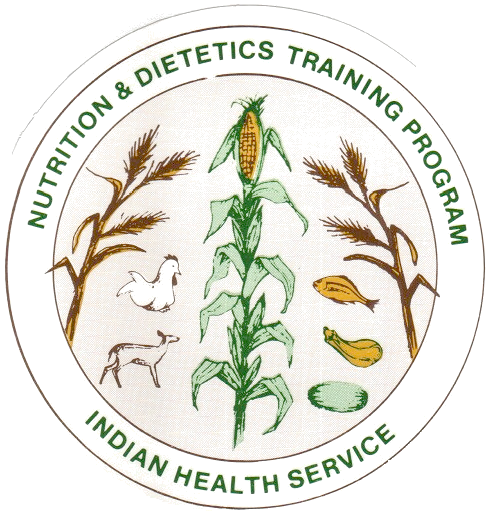 NUTRITION & DIETETICS TRAINING PROGRAM
INDIAN HEALTH SERVICE